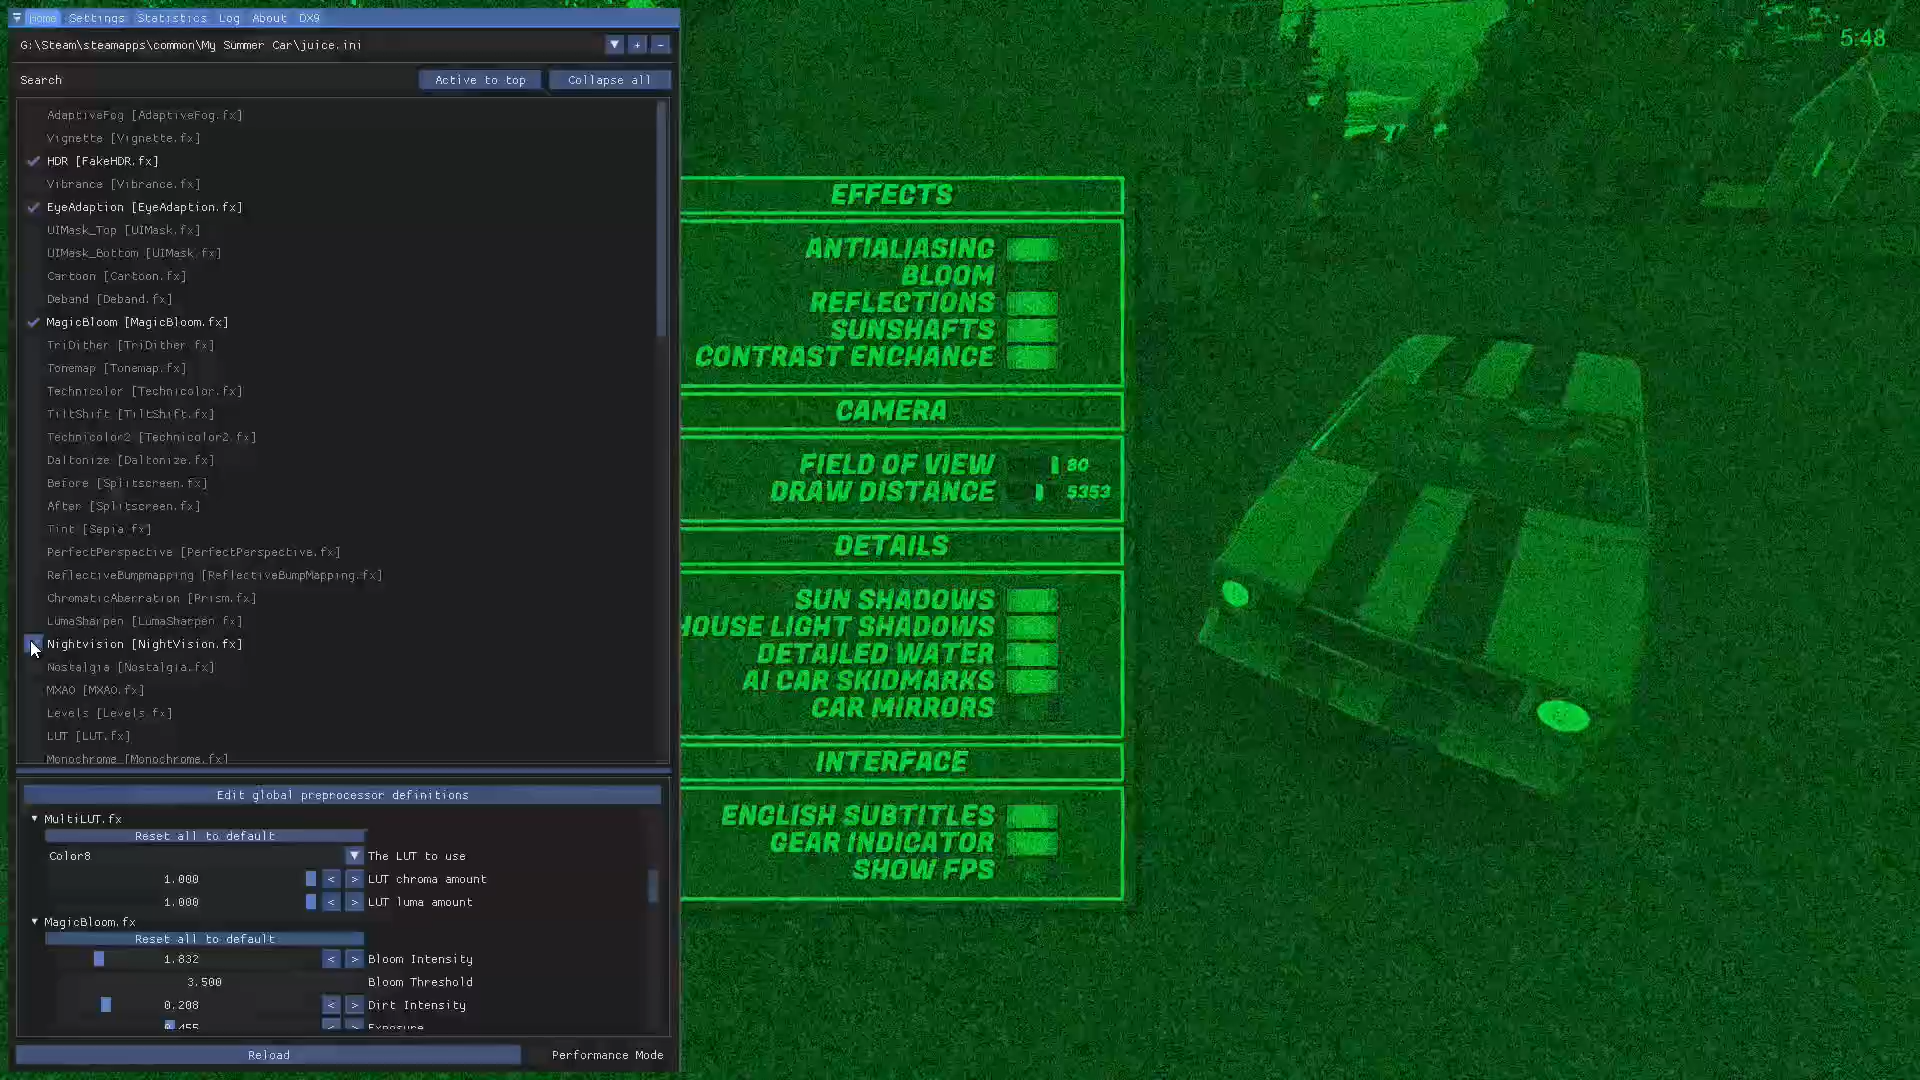 Home Settings Statistics Log About DX9
G:\Steam\steamapps\common\My Summer Car\juice.ini
+ -
Search
Active to top
Collapse all
AdaptiveFog [AdaptiveFog.fx]
Vignette [Vignette.fx]
HDR [FakeHDR.fx]
Vibrance [Vibrance.fx]
EyeAdaption [EyeAdaption.fx]
UIMask_Top [UIMask.fx]
UIMask_Bottom [UIMask.fx]
Cartoon [Cartoon.fx]
Deband [Deband.fx]
MagicBloom [MagicBloom.fx]
TriDither [TriDither.fx]
Tonemap [Tonemap.fx]
Technicolor [Technicolor.fx]
TiltShift [TiltShift.fx]
Technicolor2 [Technicolor2.fx]
Daltonize [Daltonize.fx]
Before [Splitscreen.fx]
After [Splitscreen.fx]
Tint [Sepia.fx]
PerfectPerspective [PerfectPerspective.fx]
ReflectiveBumpmapping [ReflectiveBumpMapping.fx]
ChromaticAberration [Prism.fx]
LumaSharpen [LumaSharpen.fx]
Nightvision [NightVision.fx]
Nostalgia [Nostalgia.fx]
MXAO [MXAO.fx]
Levels [Levels.fx]
LUT [LUT.fx]
Monochrome [Monochrome.fx]
Edit global preprocessor definitions
MultiLUT.fx
Reset all to default
Color8 The LUT to use
1.000 < > LUT chroma amount
1.000 < > LUT luma amount
MagicBloom.fx
Reset all to default
1.832 < > Bloom Intensity
3.500 Bloom Threshold
0.208 < > Dirt Intensity
0.455 < > Exposure
Reload
Performance Mode
5:48
EFFECTS
ANTIALIASING
BLOOM
REFLECTIONS
SUNSHAFTS
CONTRAST ENCHANCE
CAMERA
FIELD OF VIEW 80
DRAW DISTANCE 5353
DETAILS
SUN SHADOWS
HOUSE LIGHT SHADOWS
DETAILED WATER
AI CAR SKIDMARKS
CAR MIRRORS
INTERFACE
ENGLISH SUBTITLES
GEAR INDICATOR
SHOW FPS